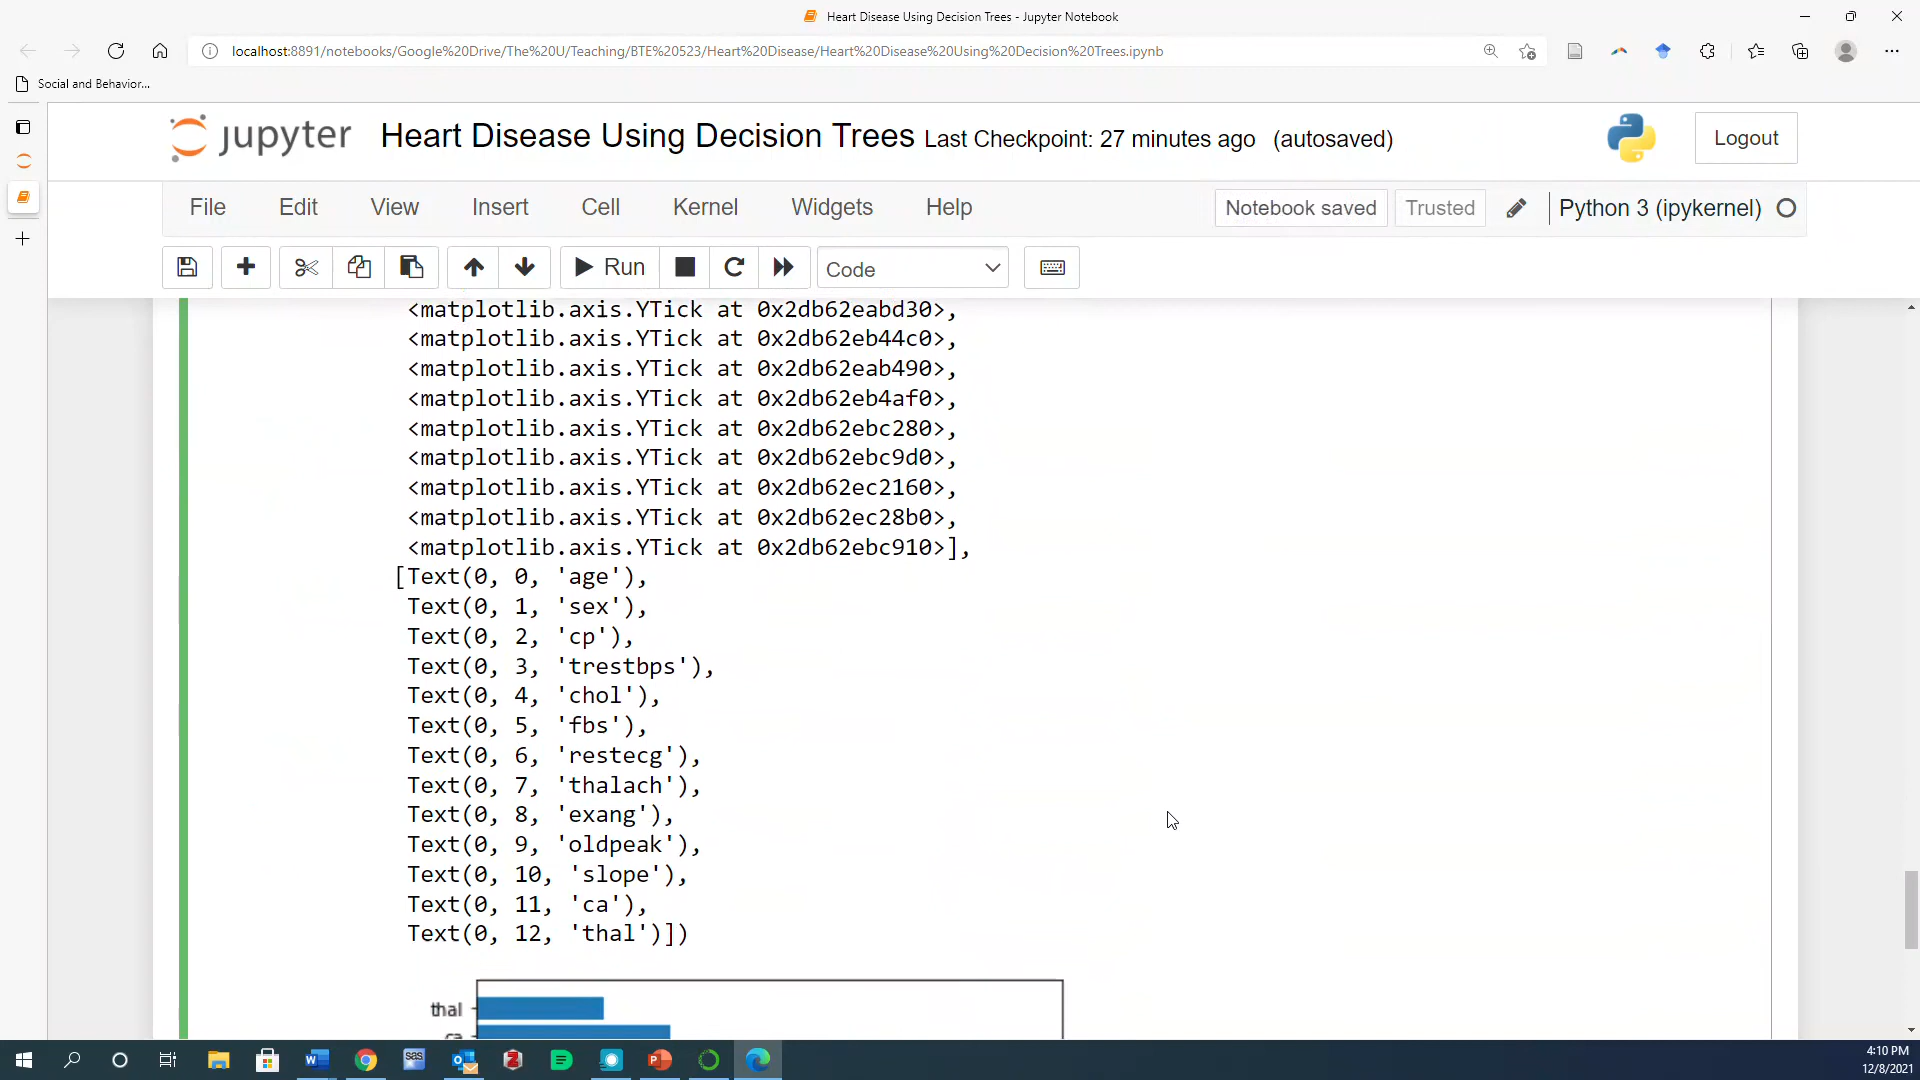 Heart Disease Using Decision Trees - Jupyter Notebook
localhost:8891/notebooks/Google%20Drive/The%20U/Teaching/BTE%20523/Heart%20Disease/Heart%20Disease%20Using%20Decision%20Trees.ipynb
Social and Behavior...
jupyter Heart Disease Using Decision Trees Last Checkpoint: 27 minutes ago (autosaved)
Logout
File Edit View Insert Cell Kernel Widgets Help
Notebook saved Trusted Python 3 (ipykernel)
Run Code
<matplotlib.axis.YTick at 0x2db62eabd30>,
<matplotlib.axis.YTick at 0x2db62eb44c0>,
<matplotlib.axis.YTick at 0x2db62eab490>,
<matplotlib.axis.YTick at 0x2db62eb4af0>,
<matplotlib.axis.YTick at 0x2db62ebc280>,
<matplotlib.axis.YTick at 0x2db62ebc9d0>,
<matplotlib.axis.YTick at 0x2db62ec2160>,
<matplotlib.axis.YTick at 0x2db62ec28b0>,
<matplotlib.axis.YTick at 0x2db62ebc910>],
[Text(0, 0, 'age'),
Text(0, 1, 'sex'),
Text(0, 2, 'cp'),
Text(0, 3, 'trestbps'),
Text(0, 4, 'chol'),
Text(0, 5, 'fbs'),
Text(0, 6, 'restecg'),
Text(0, 7, 'thalach'),
Text(0, 8, 'exang'),
Text(0, 9, 'oldpeak'),
Text(0, 10, 'slope'),
Text(0, 11, 'ca'),
Text(0, 12, 'thal')])
thal
sas
4:10 PM
12/8/2021